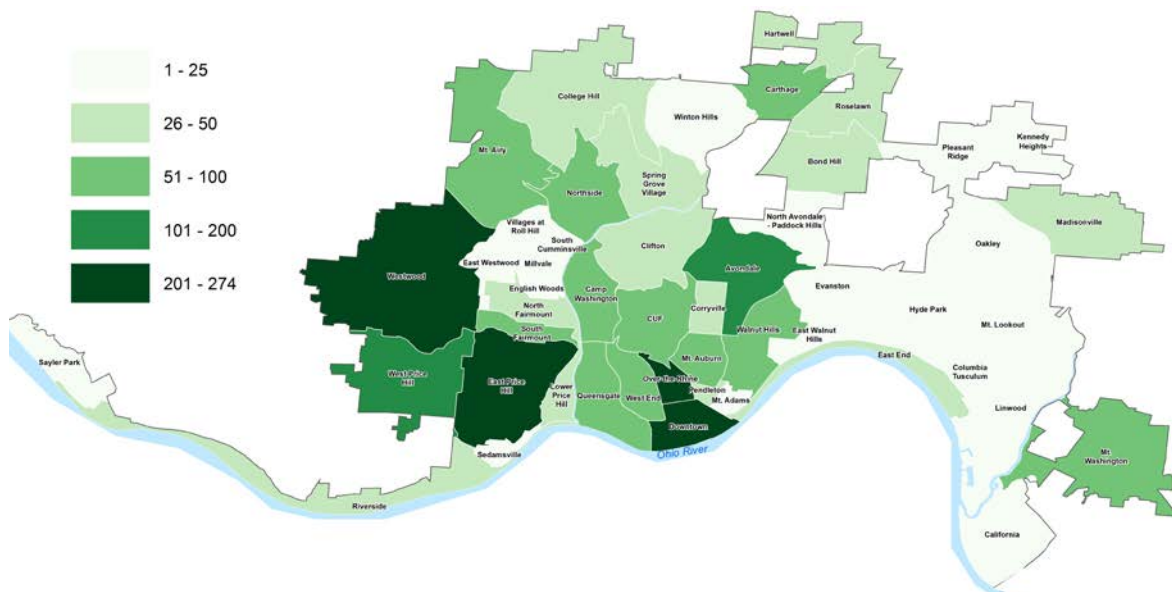 1 - 25
26 - 50
51 - 100
101 - 200
201 - 274
Hartwell
Carthage
College Hill
Roselawn
Winton Hills
Kennedy
Heights
Pleasant
Ridge
Mt. Airy
Bond Hill
Spring
Grove
Village
Northside
Villages at
Roll Hill
North Avondale
- Paddock Hills
Madisonville
South
Cumminsville
Clifton
Oakley
East Westwood
Millvale
Avondale
Westwood
English Woods
Camp
Washington
Evanston
North
Fairmount
Corryville
Hyde Park
CUF
Mt. Lookout
South
Fairmount
Walnut Hills
East Walnut
Hills
Sayler Park
Mt. Auburn
East End
West Price
Hill
East Price
Hill
Lower
Price
Hill
Over-the-Rhine
Columbia
Tusculum
Queensgate
West End
Pendleton
Mt. Adams
Linwood
Downtown
Sedamsville
Ohio River
Mt.
Washington
Riverside
California